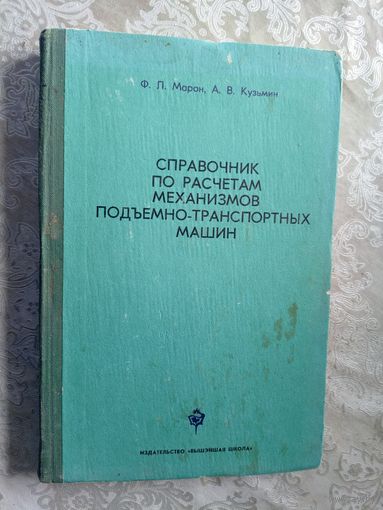 Ф. Л. Марон, А. В. Кузьмин
СПРАВОЧНИК
ПО РАСЧЕТАМ
МЕХАНИЗМОВ
ПОДЪЕМНО-ТРАНСПОРТНЫХ
МАШИН
ИЗДАТЕЛЬСТВО «ВЫШЭЙШАЯ ШКОЛА»